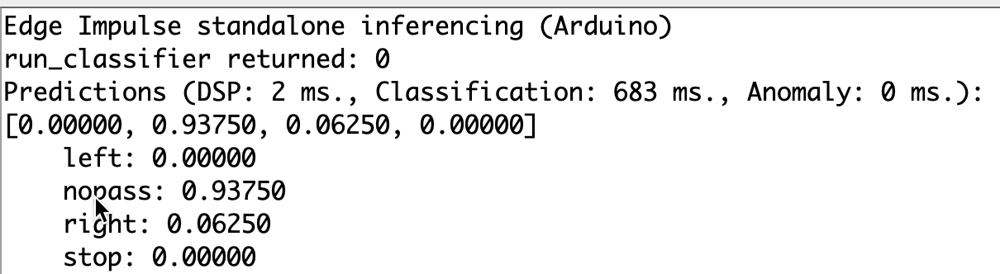 Edge Impulse standalone inferencing (Arduino)
run_classifier returned: 0
Predictions (DSP: 2 ms., Classification: 683 ms., Anomaly: 0 ms.):
[0.00000, 0.93750, 0.06250, 0.00000]
left: 0.00000
nopass: 0.93750
right: 0.06250
stop: 0.00000